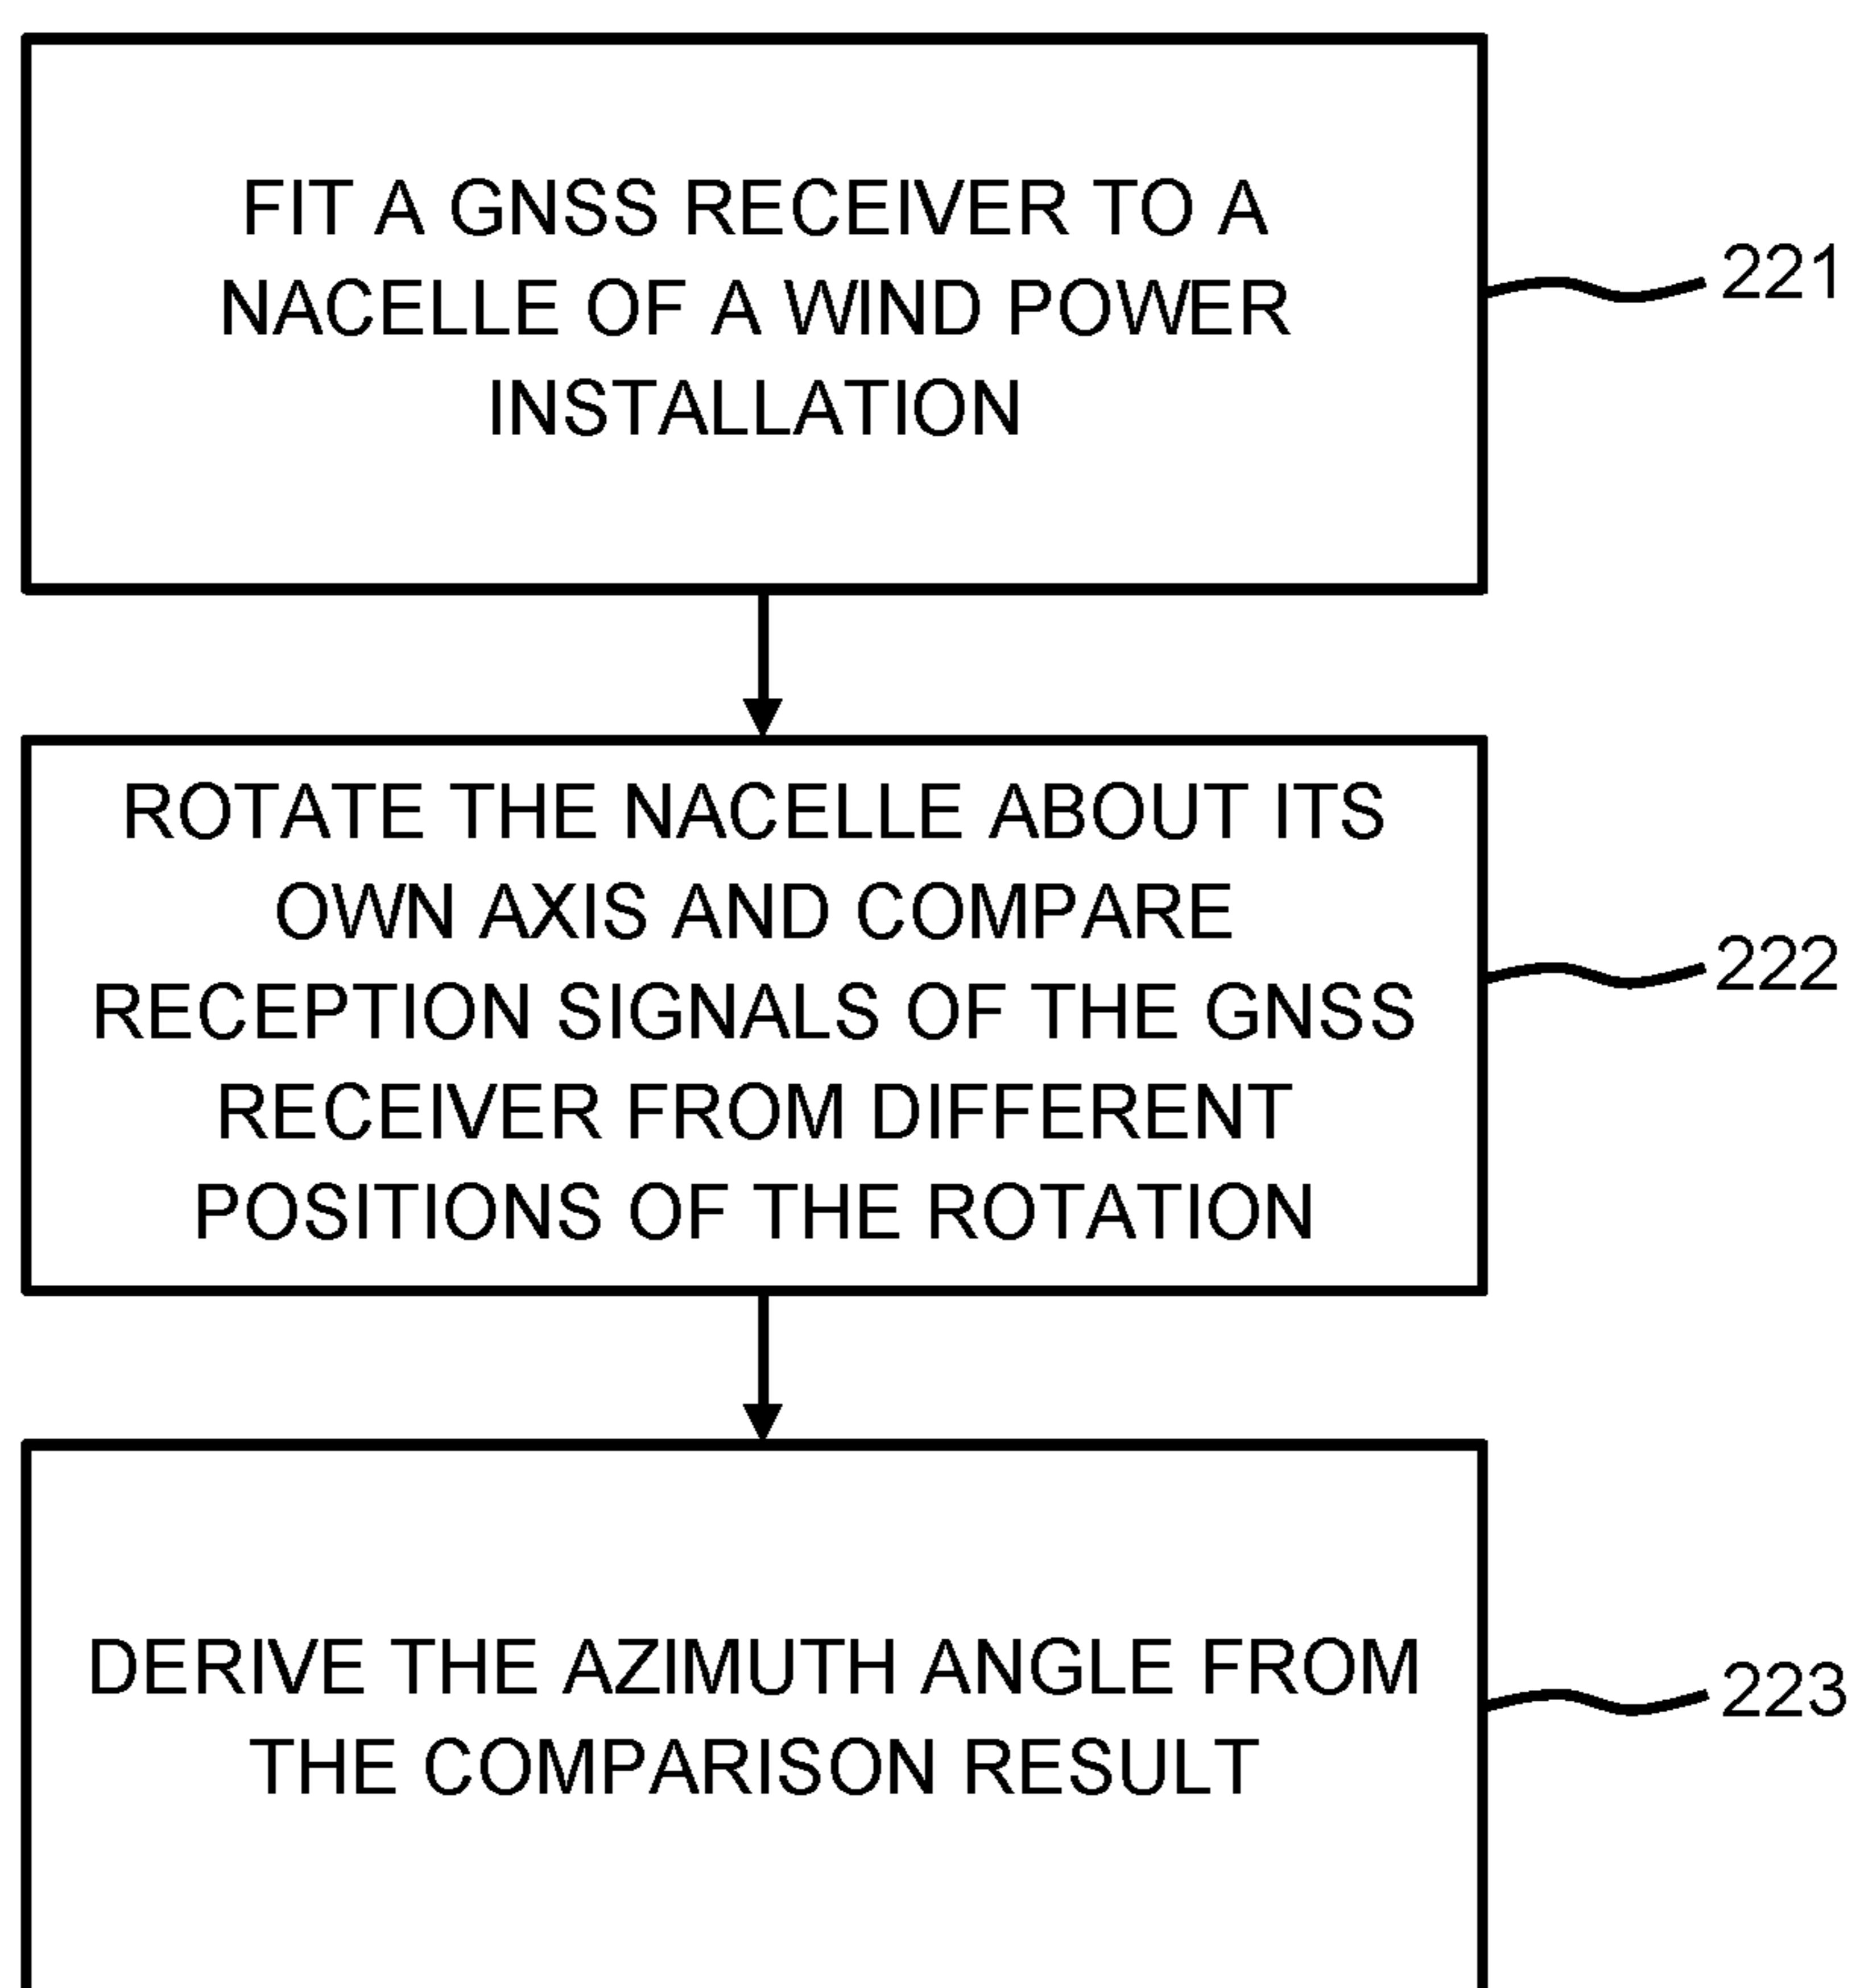 FIT A GNSS RECEIVER TO A
NACELLE OF A WIND POWER
INSTALLATION
221
ROTATE THE NACELLE ABOUT ITS
OWN AXIS AND COMPARE
RECEPTION SIGNALS OF THE GNSS
RECEIVER FROM DIFFERENT
POSITIONS OF THE ROTATION
222
DERIVE THE AZIMUTH ANGLE FROM
THE COMPARISON RESULT
223